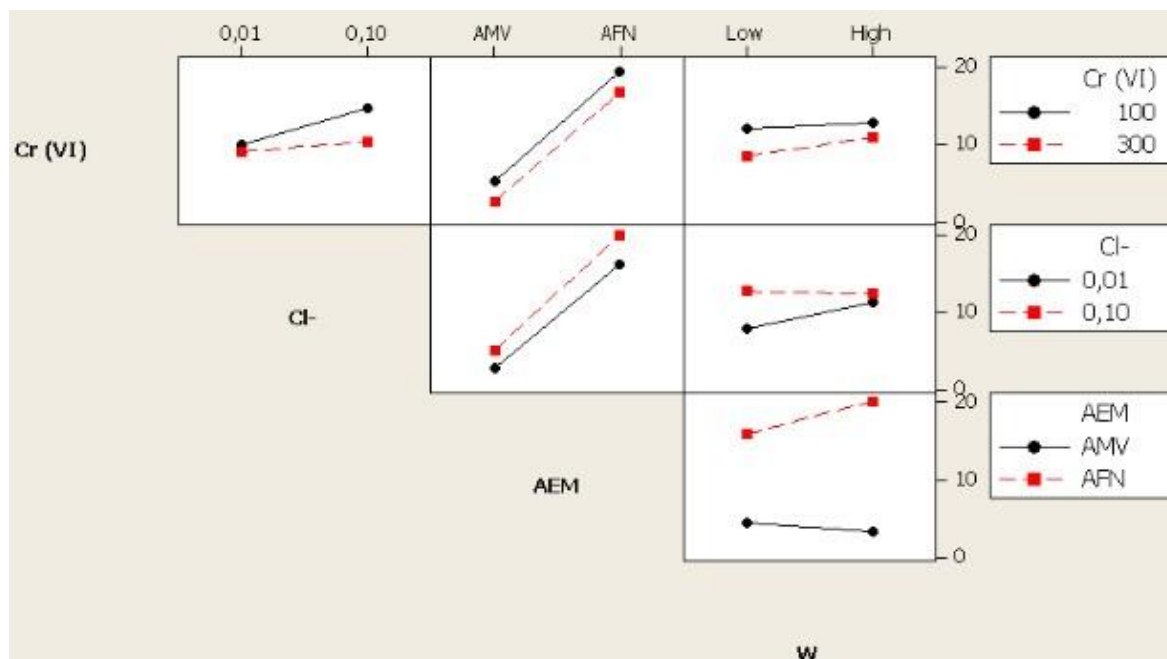 0,01 0,10 AMV AFN Low High
20
10
0
Cr (VI)
Cr (VI)
100
300
20
10
0
Cl-
Cl-
0,01
0,10
20
10
0
AEM
AEM
AMV
AFN
W